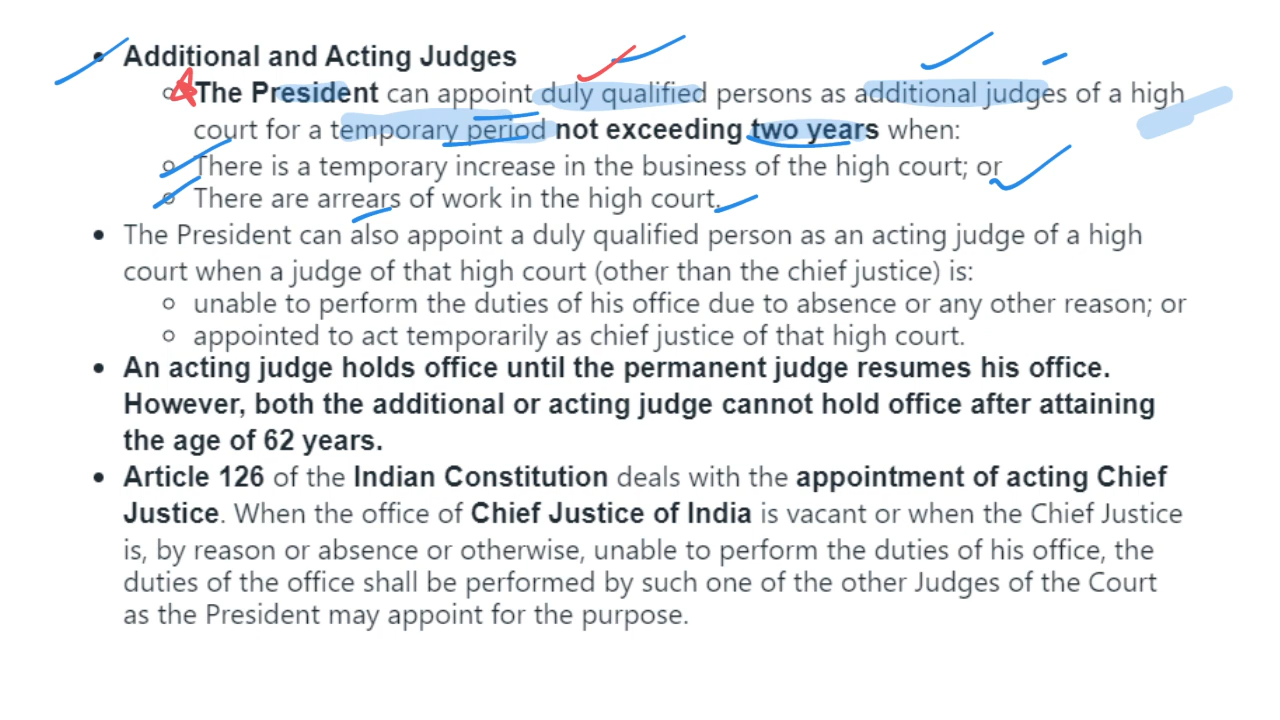 Additional and Acting Judges
The President can appoint duly qualified persons as additional judges of a high
court for a temporary period not exceeding two years when:
There is a temporary increase in the business of the high court; or
There are arrears of work in the high court.
The President can also appoint a duly qualified person as an acting judge of a high
court when a judge of that high court (other than the chief justice) is:
unable to perform the duties of his office due to absence or any other reason; or
appointed to act temporarily as chief justice of that high court.
An acting judge holds office until the permanent judge resumes his office.
However, both the additional or acting judge cannot hold office after attaining
the age of 62 years.
Article 126 of the Indian Constitution deals with the appointment of acting Chief
Justice. When the office of Chief Justice of India is vacant or when the Chief Justice
is, by reason or absence or otherwise, unable to perform the duties of his office, the
duties of the office shall be performed by such one of the other Judges of the Court
as the President may appoint for the purpose.